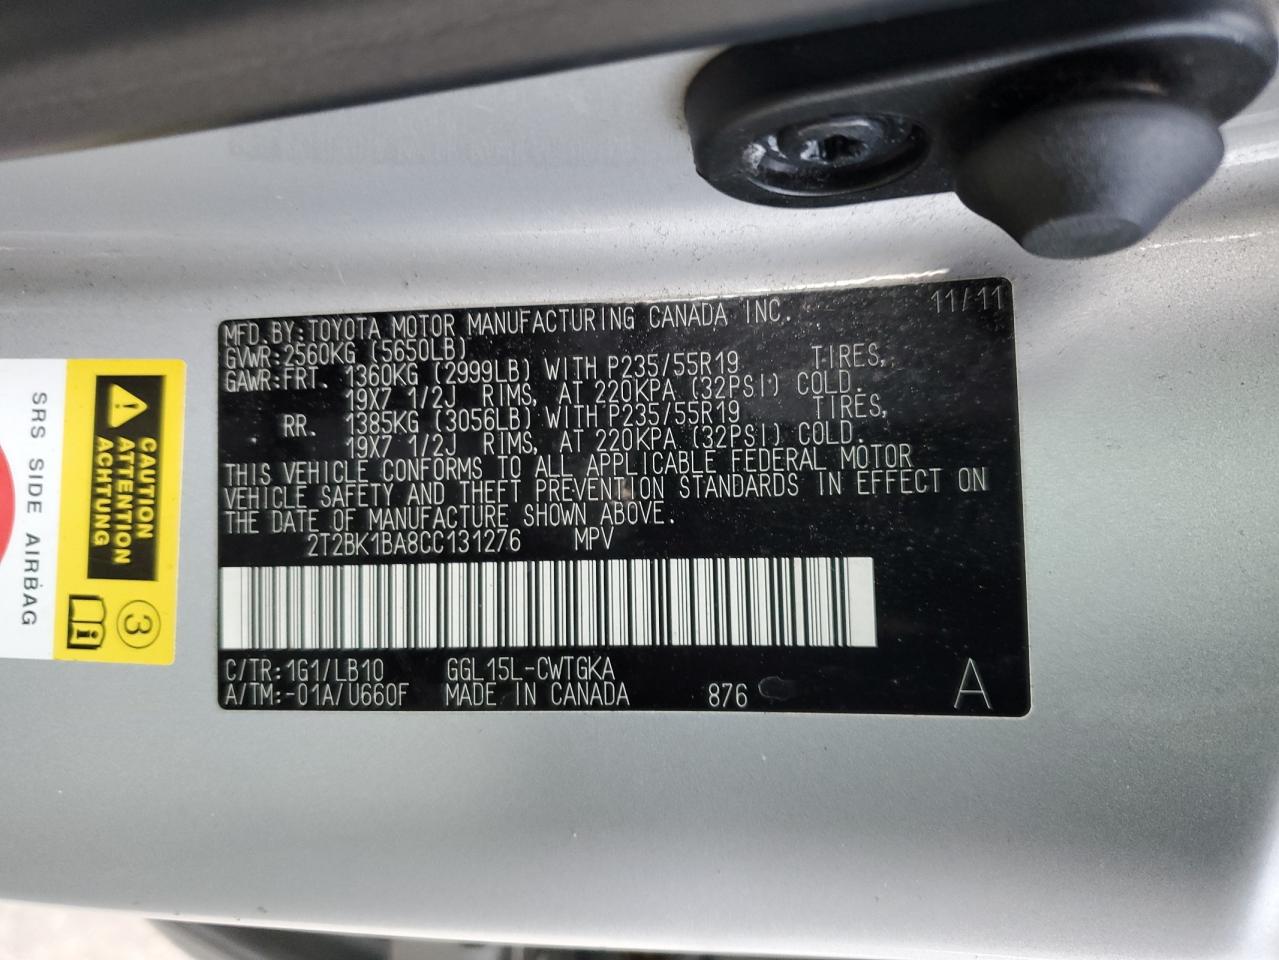 11/11
MFD.BY:TOYOTA MOTOR MANUFACTURING CANADA INC.
GVWR:2560KG (5650LB)
GAWR:FRT. 1360KG (2999LB) WITH P235/55R19 TIRES,
19X7 1/2J RIMS, AT 220KPA (32PSI) COLD.
RR. 1385KG (3056LB) WITH P235/55R19 TIRES,
19X7 1/2J RIMS, AT 220KPA (32PSI) COLD.
THIS VEHICLE CONFORMS TO ALL APPLICABLE FEDERAL MOTOR
VEHICLE SAFETY AND THEFT PREVENTION STANDARDS IN EFFECT ON
THE DATE OF MANUFACTURE SHOWN ABOVE.
2T2BK1BA8CC131276 MPV
C/TR:1G1/LB10 GGL15L-CWTGKA
A/TM:-01A/U660F MADE IN CANADA 876 A
CAUTION
ATTENTION
ACHTUNG
3
SRS SIDE AIRBAG